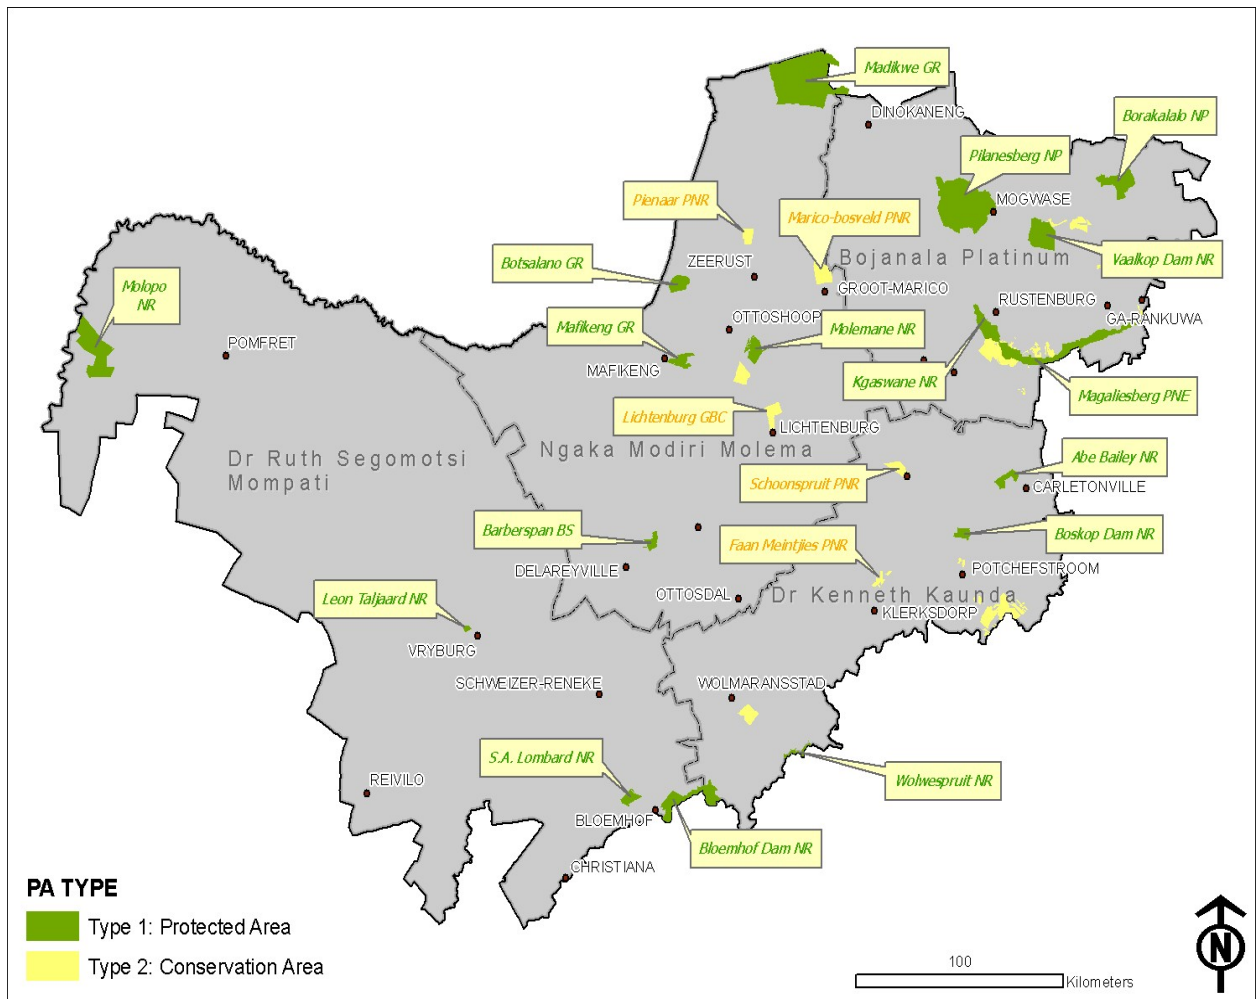 Madikwe GR
DINOKANENG
Borakalalo NP
Pilanesberg NP
MOGWASE
Pienaar PNR
Marico-bosveld PNR
Bojanala Platinum
Vaalkop Dam NR
Botsalano GR
ZEERUST
GROOT-MARICO
Molopo
NR
RUSTENBURG
GA-RANKUWA
Mafikeng GR
OTTOSHOOP
Molemane NR
POMFRET
MAFIKENG
Kgaswane NR
Magaliesberg PNE
Lichtenburg GBC
LICHTENBURG
Ngaka Modiri Molema
Dr Ruth Segomotsi
Mompati
Abe Bailey NR
Schoonspruit PNR
CARLETONVILLE
Barberspan BS
Faan Meintjies PNR
Boskop Dam NR
DELAREYVILLE
POTCHEFSTROOM
Leon Taljaard NR
OTTOSDAL
Dr Kenneth Kaunda
KLERKSDORP
VRYBURG
SCHWEIZER-RENEKE
WOLMARANSSTAD
S.A. Lombard NR
REIVILO
Wolwespruit NR
BLOEMHOF
Bloemhof Dam NR
CHRISTIANA
PA TYPE
Type 1: Protected Area
Type 2: Conservation Area
100
Kilometers
N